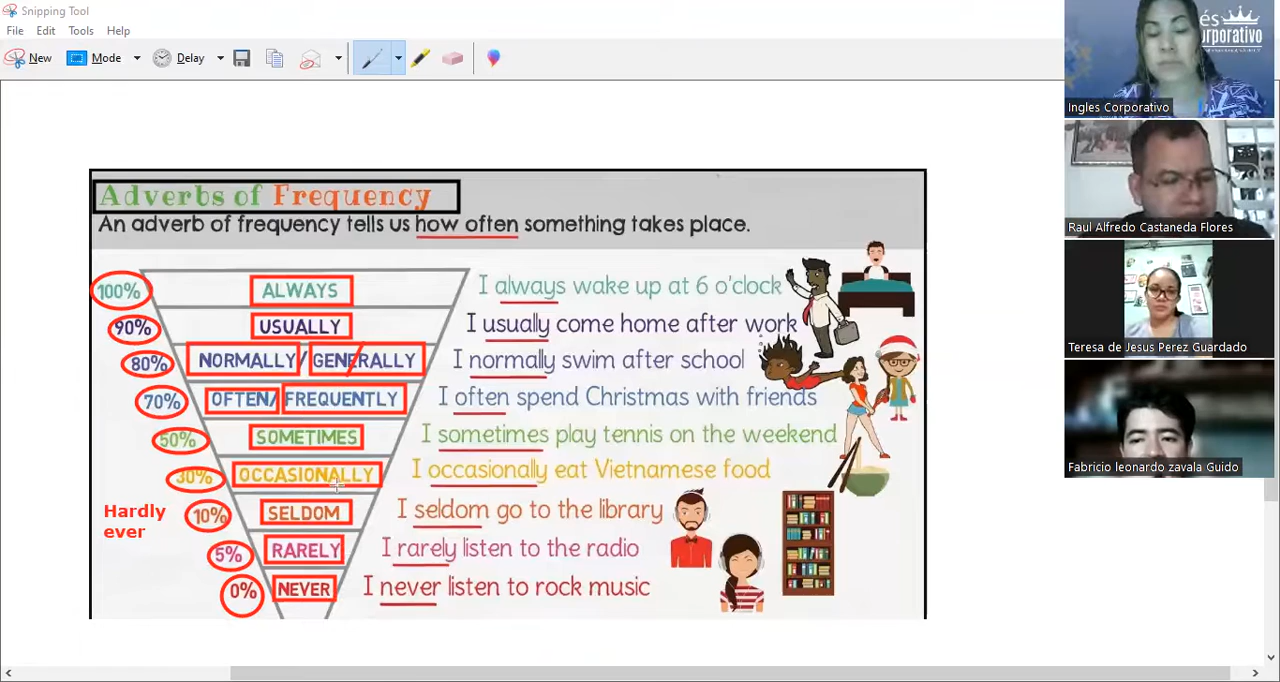 Snipping Tool
File Edit Tools Help
New Mode Delay
és
orporativo
Ingles Corporativo
Raul Alfredo Castaneda Flores
Teresa de Jesus Perez Guardado
Fabricio leonardo zavala Guido
Adverbs of Frequency
An adverb of frequency tells us how often something takes place.
100% ALWAYS I always wake up at 6 o'clock
90% USUALLY I usually come home after work
80% NORMALLY/ GENERALLY I normally swim after school
70% OFTEN/ FREQUENTLY I often spend Christmas with friends
50% SOMETIMES I sometimes play tennis on the weekend
30% OCCASIONALLY I occasionally eat Vietnamese food
Hardly
ever
10% SELDOM I seldom go to the library
5% RARELY I rarely listen to the radio
0% NEVER I never listen to rock music